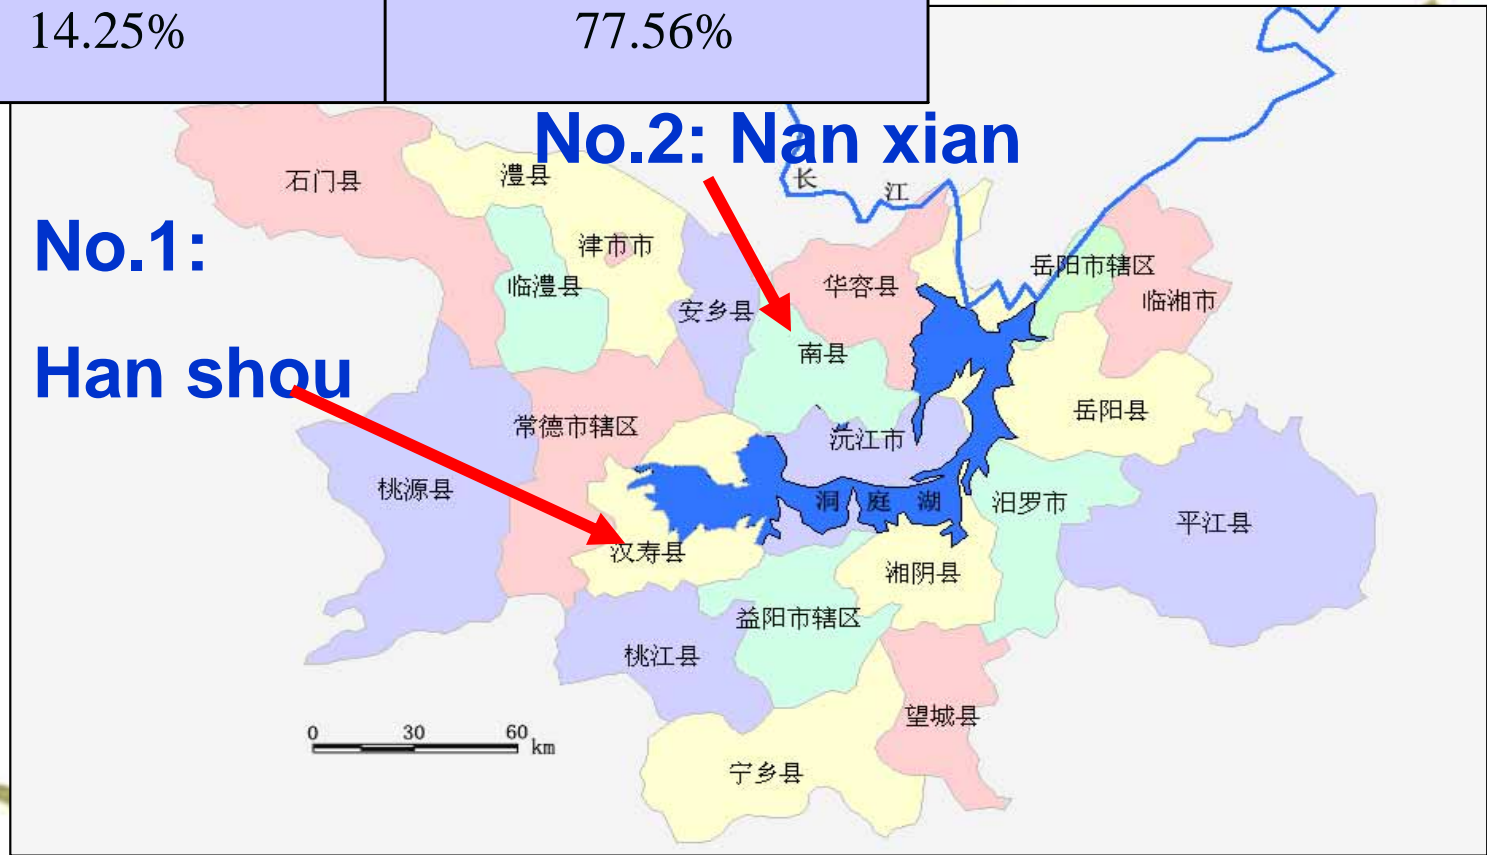 14.25% 77.56%
No.2: Nan xian
长 江
石门县
澧县
No.1:
津市市
临澧县
安乡县
华容县
岳阳市辖区
临湘市
南县
Han shou
常德市辖区
沅江市
岳阳县
桃源县
洞 庭 湖
汨罗市
平江县
汉寿县
湘阴县
益阳市辖区
桃江县
望城县
0 30 60 km
宁乡县